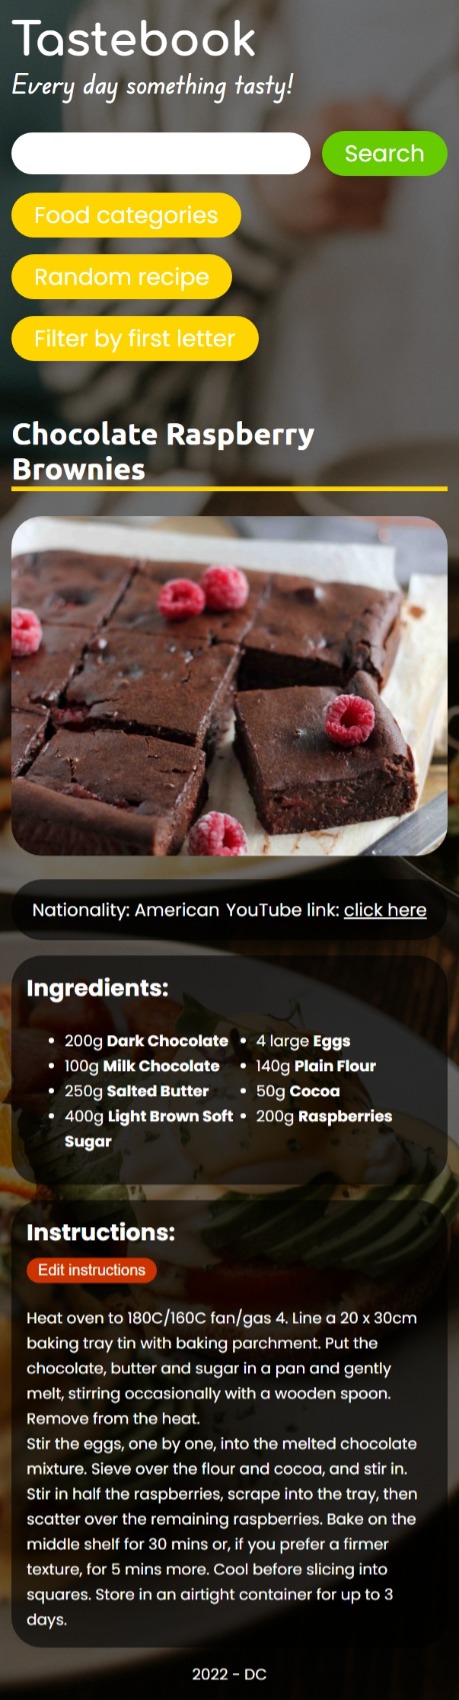 Tastebook
Every day something tasty!
Search
Food categories
Random recipe
Filter by first letter
Chocolate Raspberry
Brownies
Nationality: American YouTube link: click here
Ingredients:
200g Dark Chocolate
100g Milk Chocolate
250g Salted Butter
400g Light Brown Soft
Sugar
4 large Eggs
140g Plain Flour
50g Cocoa
200g Raspberries
Instructions:
Edit instructions
Heat oven to 180C/160C fan/gas 4. Line a 20 x 30cm
baking tray tin with baking parchment. Put the
chocolate, butter and sugar in a pan and gently
melt, stirring occasionally with a wooden spoon.
Remove from the heat.
Stir the eggs, one by one, into the melted chocolate
mixture. Sieve over the flour and cocoa, and stir in.
Stir in half the raspberries, scrape into the tray, then
scatter over the remaining raspberries. Bake on the
middle shelf for 30 mins or, if you prefer a firmer
texture, for 5 mins more. Cool before slicing into
squares. Store in an airtight container for up to 3
days.
2022 - DC